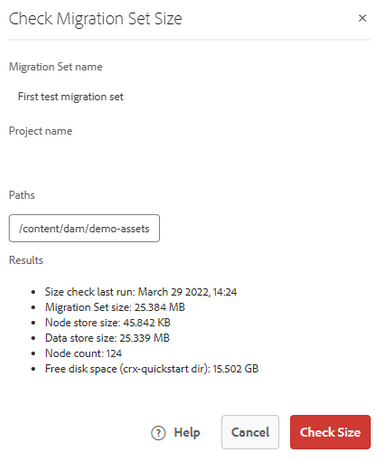 Check Migration Set Size
Migration Set name
First test migration set
Project name
Paths
/content/dam/demo-assets
Results
• Size check last run: March 29 2022, 14:24
• Migration Set size: 25.384 MB
• Node store size: 45.842 KB
• Data store size: 25.339 MB
• Node count: 124
• Free disk space (crx-quickstart dir): 15.502 GB
? Help Cancel Check Size